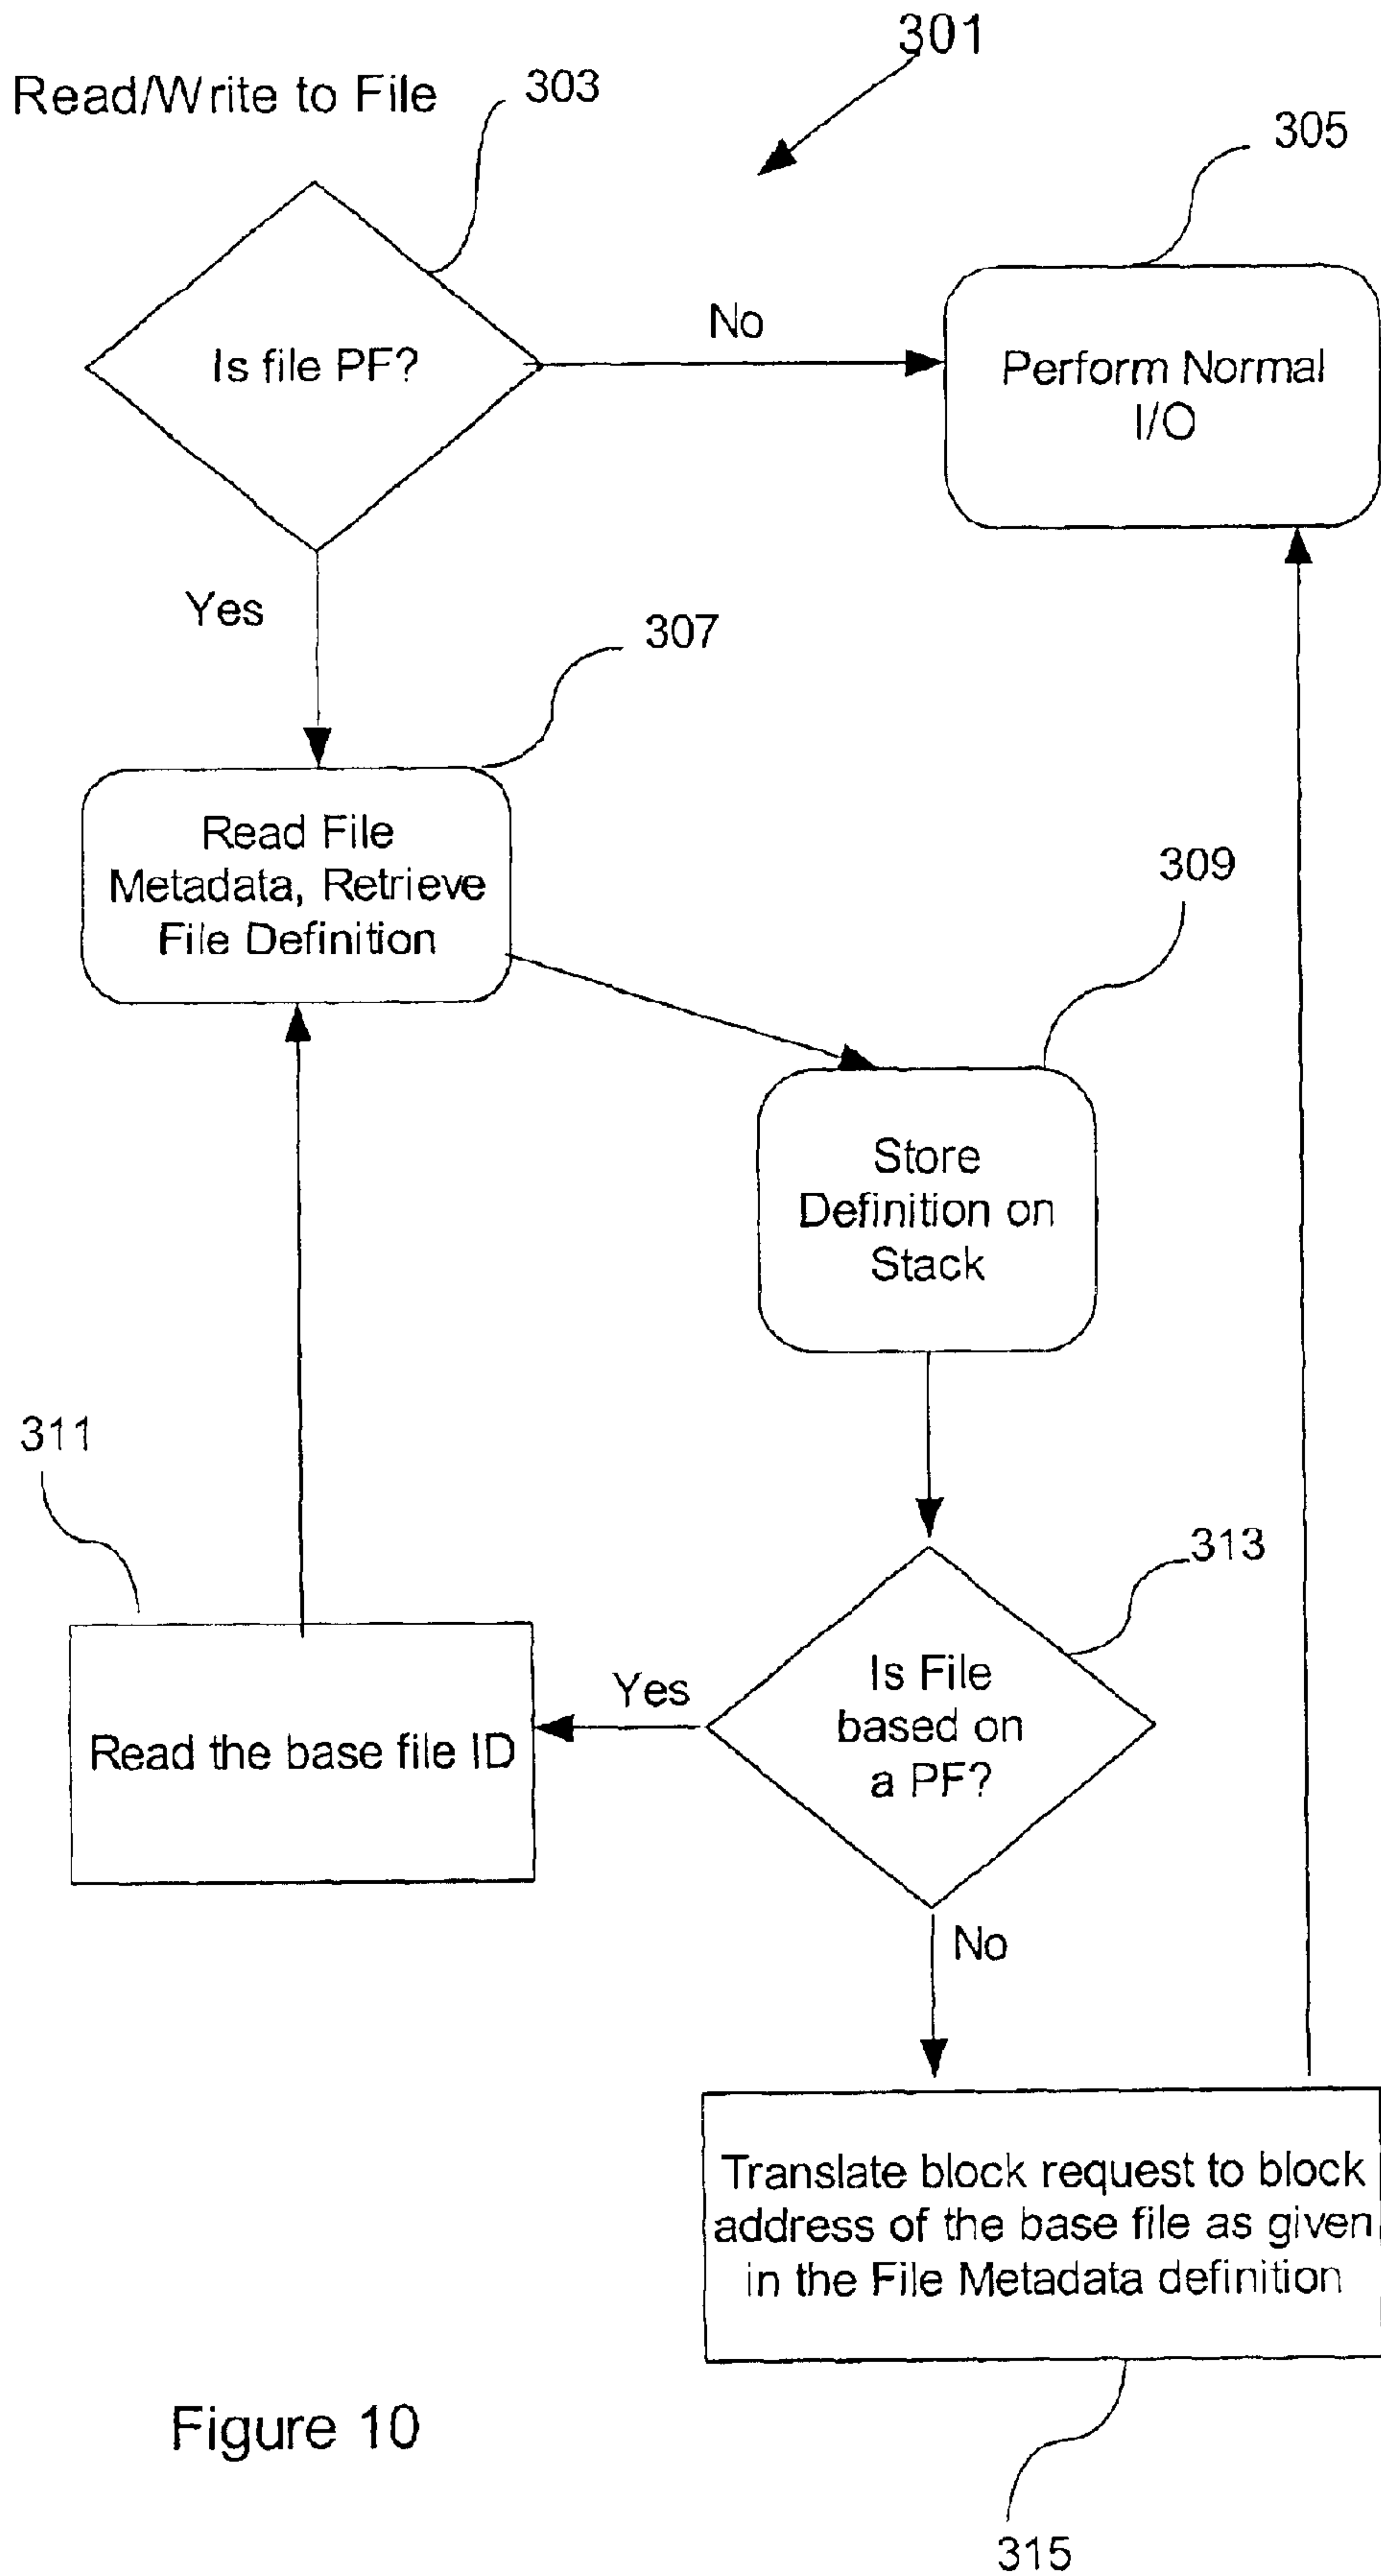 301
Read/Write to File
303
305
Is file PF?
No
Perform Normal
I/O
Yes
307
Read File
Metadata, Retrieve
File Definition
309
Store
Definition on
Stack
311
313
Is File
based on
a PF?
Yes
Read the base file ID
No
Translate block request to block
address of the base file as given
in the File Metadata definition
Figure 10
315